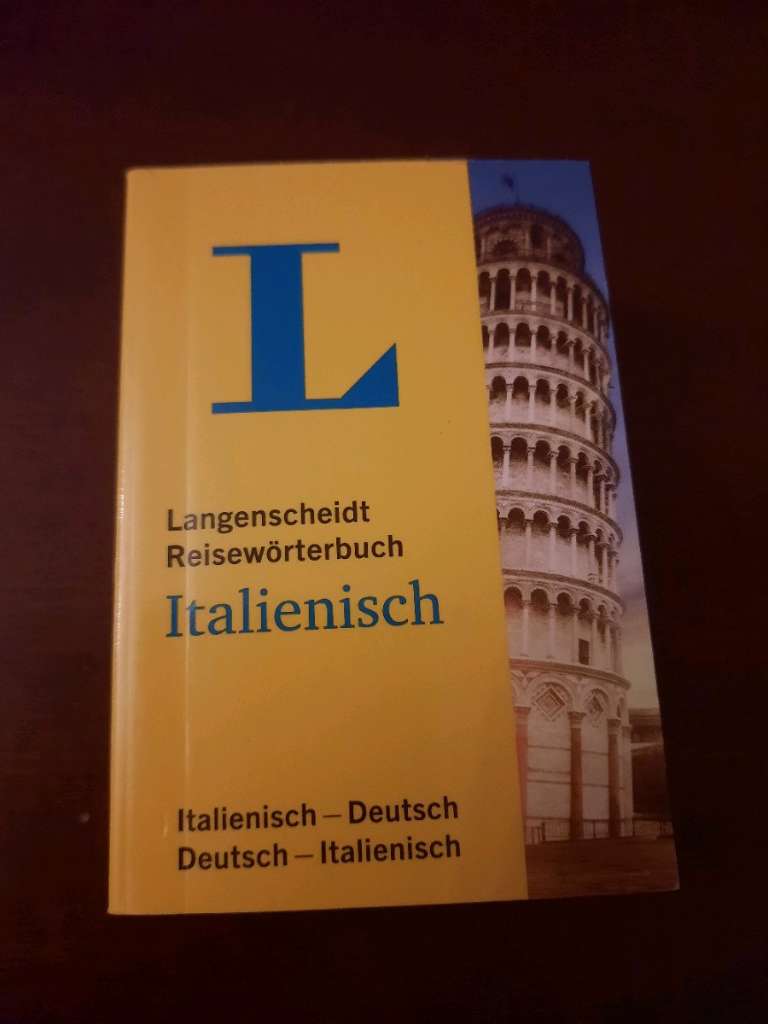 L
Langenscheidt
Reisewörterbuch
Italienisch
Italienisch – Deutsch
Deutsch – Italienisch